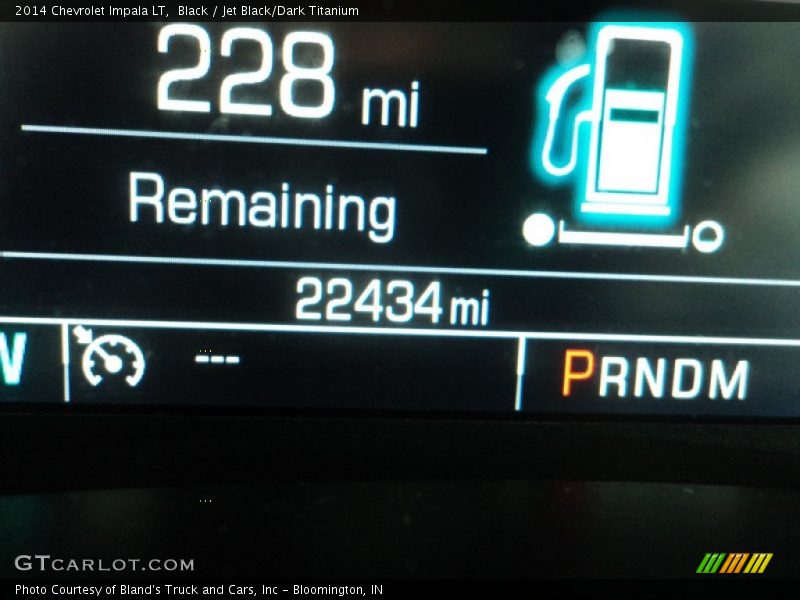 2014 Chevrolet Impala LT,  Black / Jet Black/Dark Titanium
228 mi
Remaining
22434 mi
W
---
PRNDM
GTCARLOT.COM
Photo Courtesy of Bland's Truck and Cars, Inc - Bloomington, IN